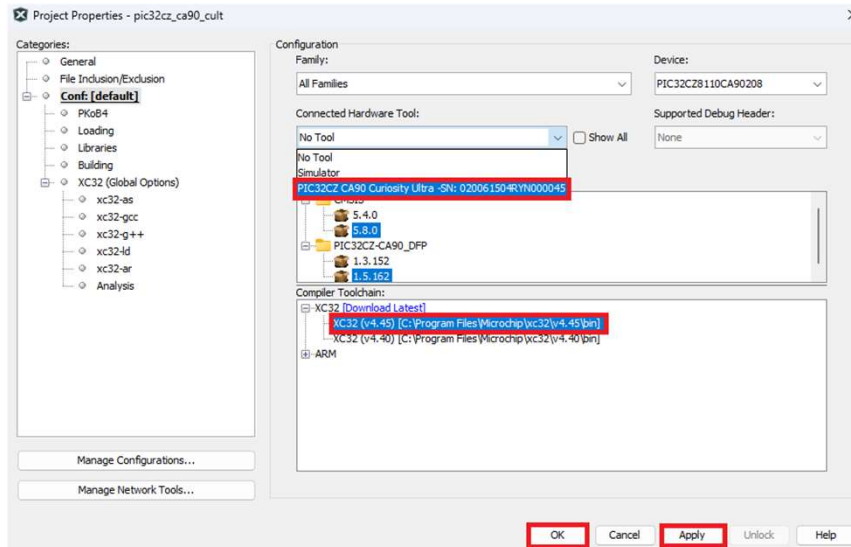 Project Properties - pic32cz_ca90_cult
Categories:
General
File Inclusion/Exclusion
Conf: [default]
PKoB4
Loading
Libraries
Building
XC32 (Global Options)
xc32-as
xc32-gcc
xc32-g++
xc32-ld
xc32-ar
Analysis
Manage Configurations...
Manage Network Tools...
Configuration
Family:
All Families
Device:
PIC32CZ8110CA90208
Connected Hardware Tool:
No Tool
Show All
Supported Debug Header:
None
No Tool
Simulator
PIC32CZ CA90 Curiosity Ultra -SN: 020061504RYN000045
CMSIS
5.4.0
5.8.0
PIC32CZ-CA90_DFP
1.3.152
1.5.162
Compiler Toolchain:
XC32 [Download Latest]
XC32 (v4.45) [C:\Program Files\Microchip\xc32\v4.45\bin]
XC32 (v4.40) [C:\Program Files\Microchip\xc32\v4.40\bin]
ARM
OK
Cancel
Apply
Unlock
Help